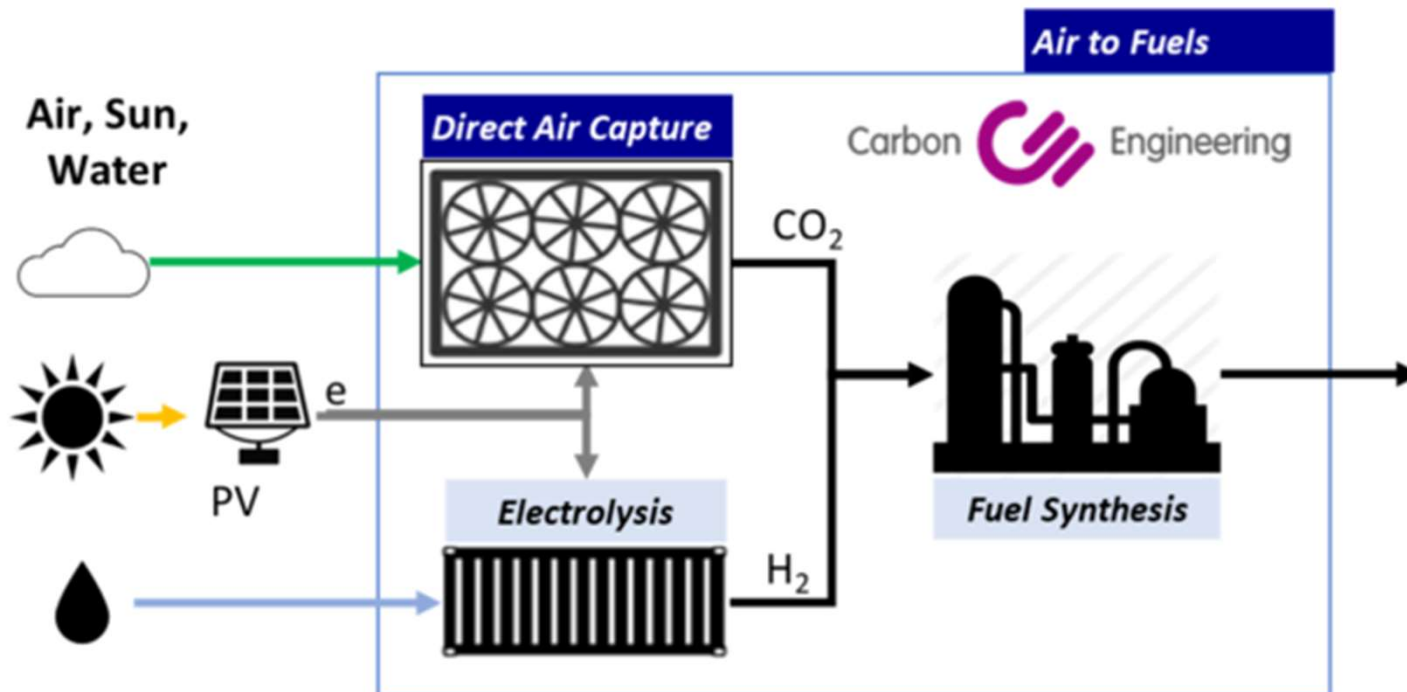 Air to Fuels
Air, Sun,
Water
Direct Air Capture
Carbon Engineering
CO₂
e
PV
Electrolysis
H₂
Fuel Synthesis